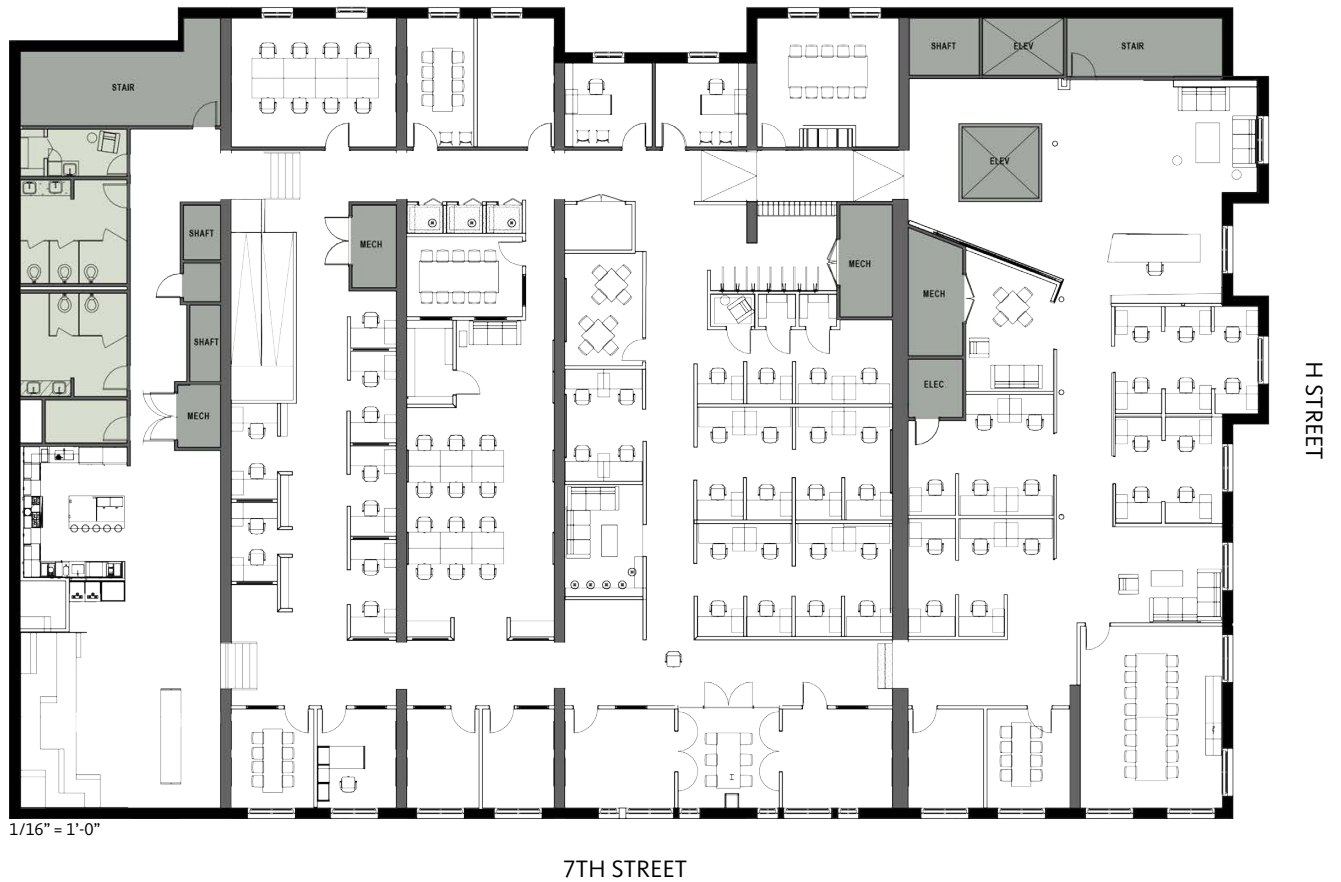 SHAFT
ELEV
STAIR
STAIR
ELEV
SHAFT
MECH
MECH
MECH
SHAFT
ELEC
MECH
H STREET
1/16” = 1’-0”
7TH STREET